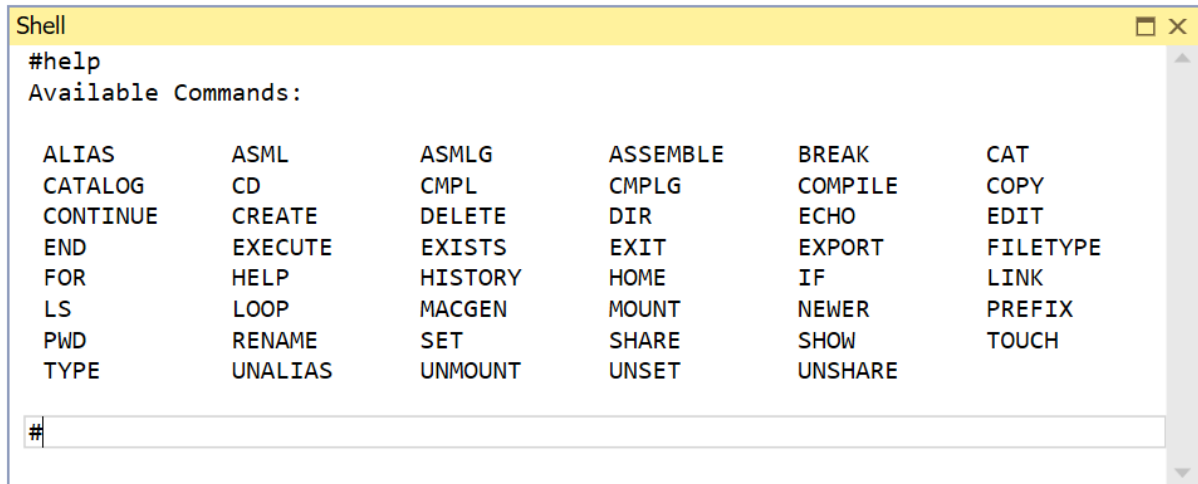 Shell
#help
Available Commands:
ALIAS ASML ASMLG ASSEMBLE BREAK CAT
CATALOG CD CMPL CMPLG COMPILE COPY
CONTINUE CREATE DELETE DIR ECHO EDIT
END EXECUTE EXISTS EXIT EXPORT FILETYPE
FOR HELP HISTORY HOME IF LINK
LS LOOP MACGEN MOUNT NEWER PREFIX
PWD RENAME SET SHARE SHOW TOUCH
TYPE UNALIAS UNMOUNT UNSET UNSHARE
#